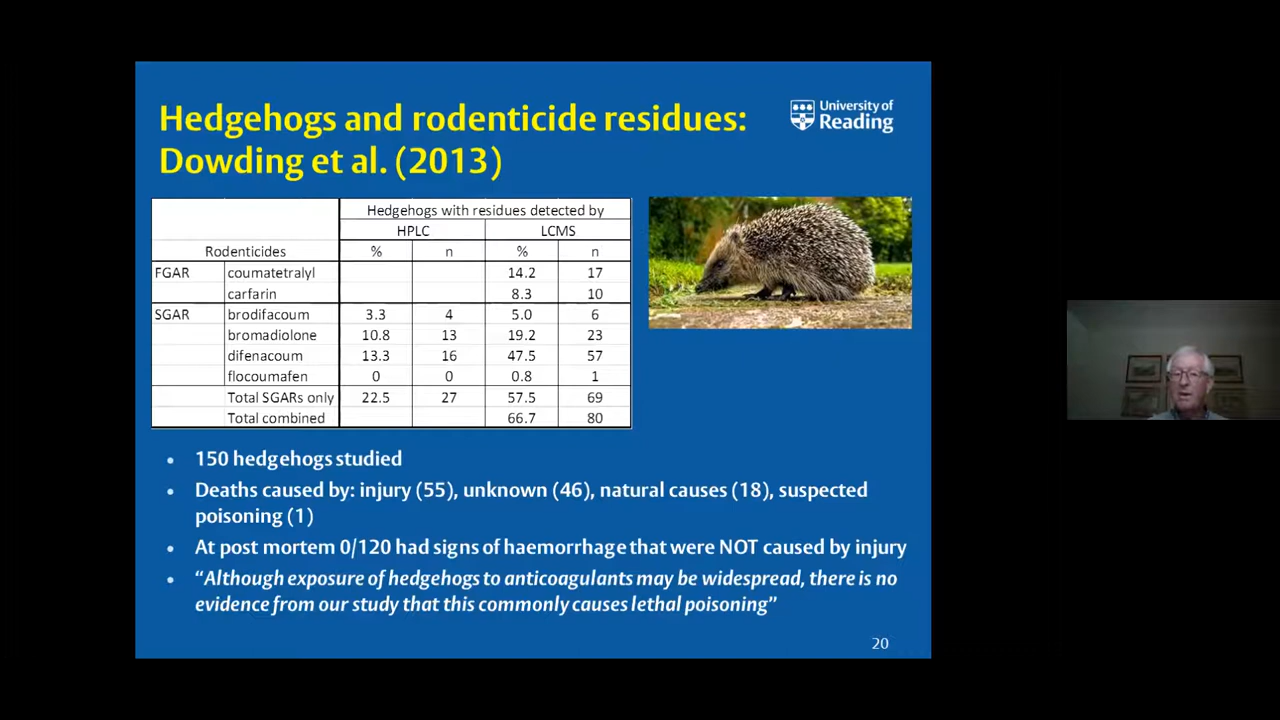 Hedgehogs and rodenticide residues:
Dowding et al. (2013)
University of
Reading
Hedgehogs with residues detected by
HPLC LCMS
Rodenticides % n % n
FGAR coumatetralyl 14.2 17
carfarin 8.3 10
SGAR brodifacoum 3.3 4 5.0 6
bromadiolone 10.8 13 19.2 23
difenacoum 13.3 16 47.5 57
flocoumafen 0 0 0.8 1
Total SGARs only 22.5 27 57.5 69
Total combined 66.7 80
• 150 hedgehogs studied
• Deaths caused by: injury (55), unknown (46), natural causes (18), suspected
poisoning (1)
• At post mortem 0/120 had signs of haemorrhage that were NOT caused by injury
• “Although exposure of hedgehogs to anticoagulants may be widespread, there is no
evidence from our study that this commonly causes lethal poisoning”
20